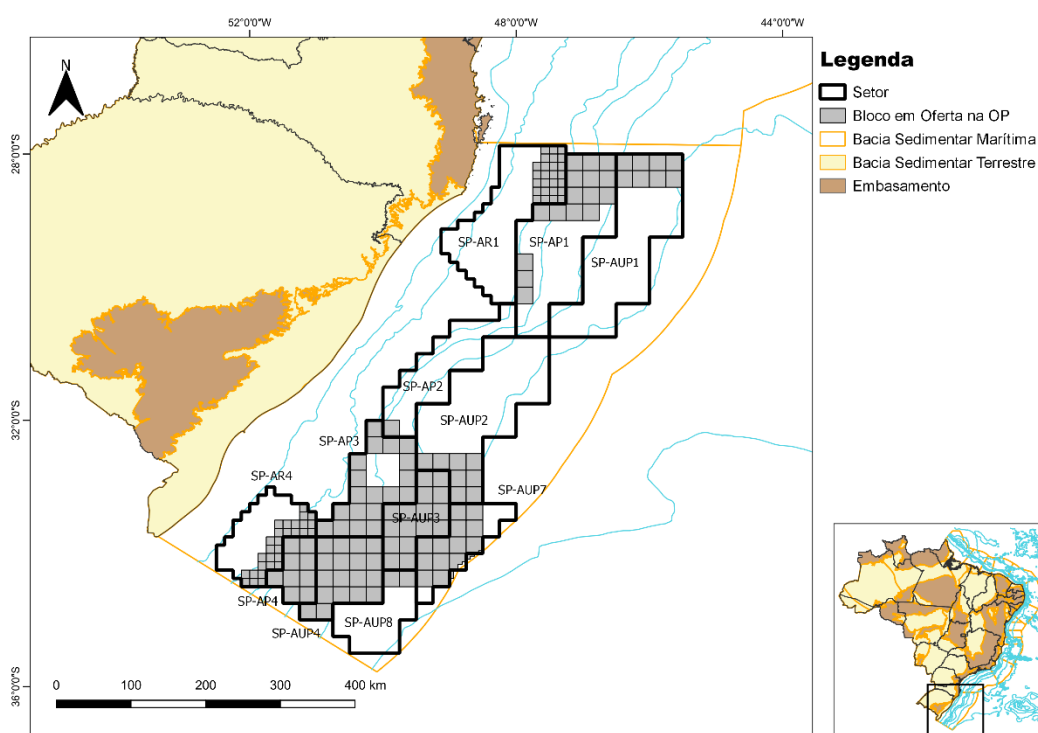 52°0'0"W
48°0'0"W
44°0'0"W
N
28°0'0"S
32°0'0"S
36°0'0"S
SP-AR1
SP-AP1
SP-AUP1
SP-AP2
SP-AUP2
SP-AP3
SP-AR4
SP-AUP7
SP-AUP3
SP-AP4
SP-AUP4
SP-AUP8
0 100 200 300 400 km
Legenda
Setor
Bloco em Oferta na OP
Bacia Sedimentar Marítima
Bacia Sedimentar Terrestre
Embasamento